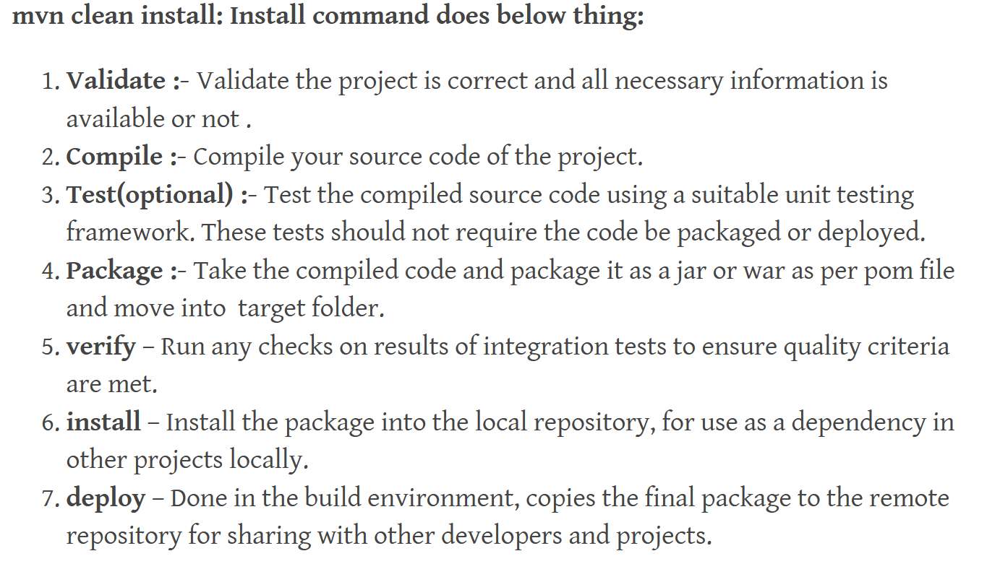 mvn clean install: Install command does below thing:
1. Validate :- Validate the project is correct and all necessary information is
available or not .
2. Compile :- Compile your source code of the project.
3. Test(optional) :- Test the compiled source code using a suitable unit testing
framework. These tests should not require the code be packaged or deployed.
4. Package :- Take the compiled code and package it as a jar or war as per pom file
and move into  target folder.
5. verify – Run any checks on results of integration tests to ensure quality criteria
are met.
6. install – Install the package into the local repository, for use as a dependency in
other projects locally.
7. deploy – Done in the build environment, copies the final package to the remote
repository for sharing with other developers and projects.